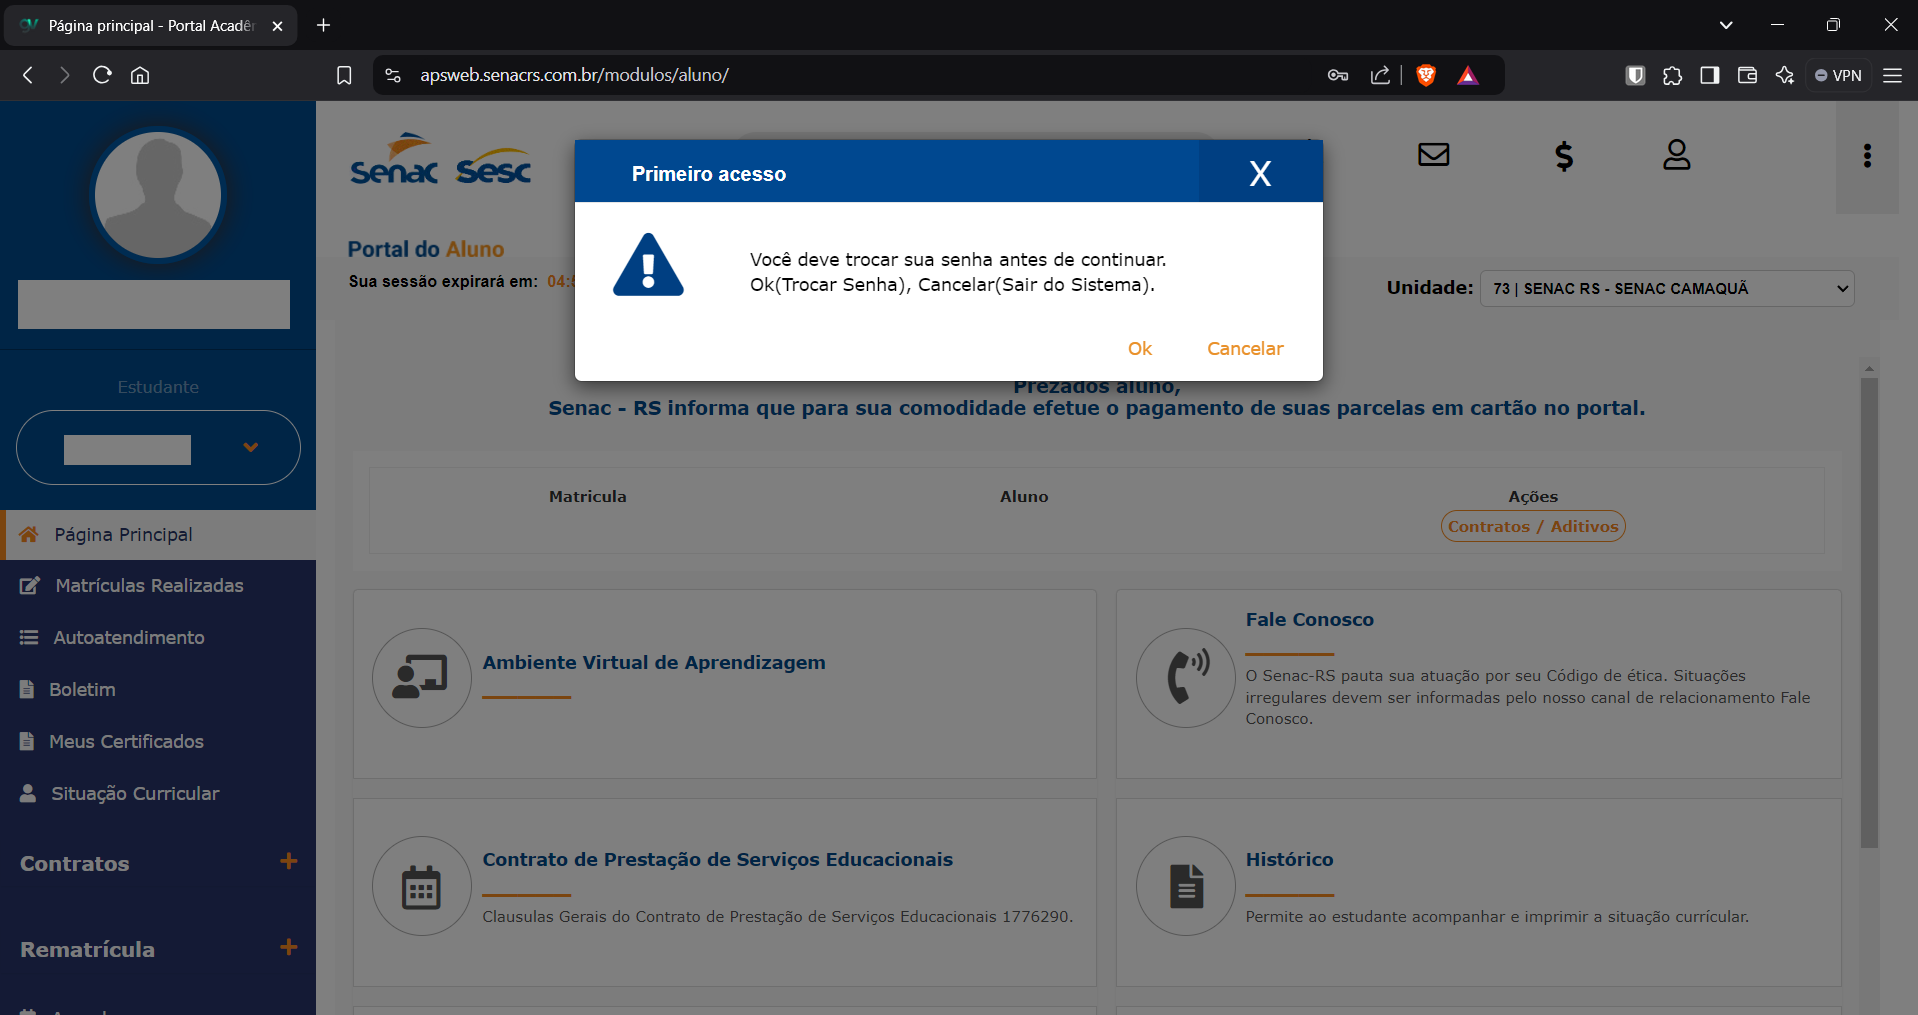 Página principal - Portal Acadê
apsweb.senacrs.com.br/modulos/aluno/
VPN
Senac Sesc
Portal do Aluno
Sua sessão expirará em:
Unidade: 73 | SENAC RS - SENAC CAMAQUÃ
Primeiro acesso
X
Você deve trocar sua senha antes de continuar.
Ok(Trocar Senha), Cancelar(Sair do Sistema).
Ok
Cancelar
Estudante
Página Principal
Matrículas Realizadas
Autoatendimento
Boletim
Meus Certificados
Situação Curricular
Contratos
Rematrícula
Prezados aluno,
Senac - RS informa que para sua comodidade efetue o pagamento de suas parcelas em cartão no portal.
Matricula
Aluno
Ações
Contratos / Aditivos
Ambiente Virtual de Aprendizagem
Fale Conosco
O Senac-RS pauta sua atuação por seu Código de ética. Situações
irregulares devem ser informadas pelo nosso canal de relacionamento Fale
Conosco.
Contrato de Prestação de Serviços Educacionais
Clausulas Gerais do Contrato de Prestação de Serviços Educacionais 1776290.
Histórico
Permite ao estudante acompanhar e imprimir a situação currícular.